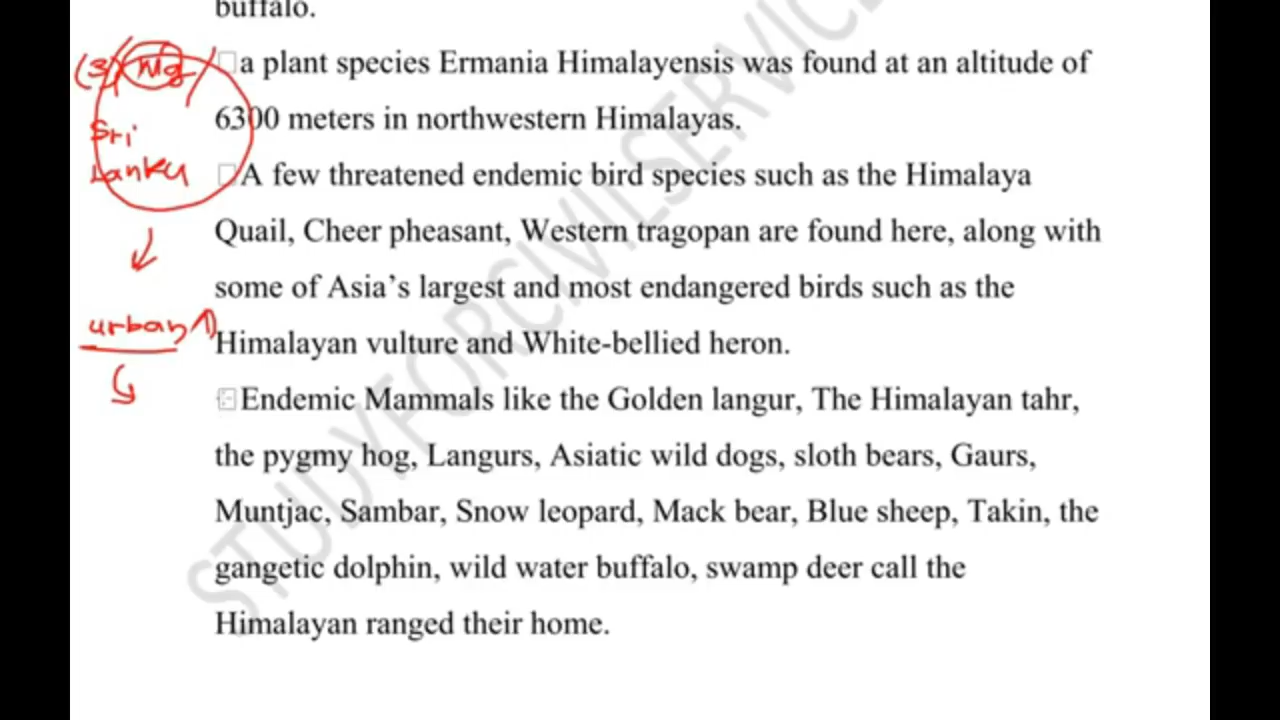 buffalo.
a plant species Ermania Himalayensis was found at an altitude of
6300 meters in northwestern Himalayas.
A few threatened endemic bird species such as the Himalaya
Quail, Cheer pheasant, Western tragopan are found here, along with
some of Asia’s largest and most endangered birds such as the
Himalayan vulture and White-bellied heron.
Endemic Mammals like the Golden langur, The Himalayan tahr,
the pygmy hog, Langurs, Asiatic wild dogs, sloth bears, Gaurs,
Muntjac, Sambar, Snow leopard, Mack bear, Blue sheep, Takin, the
gangetic dolphin, wild water buffalo, swamp deer call the
Himalayan ranged their home.
(3)
Sri
Lanka
urban
STUDYFORCIVILSERVICE